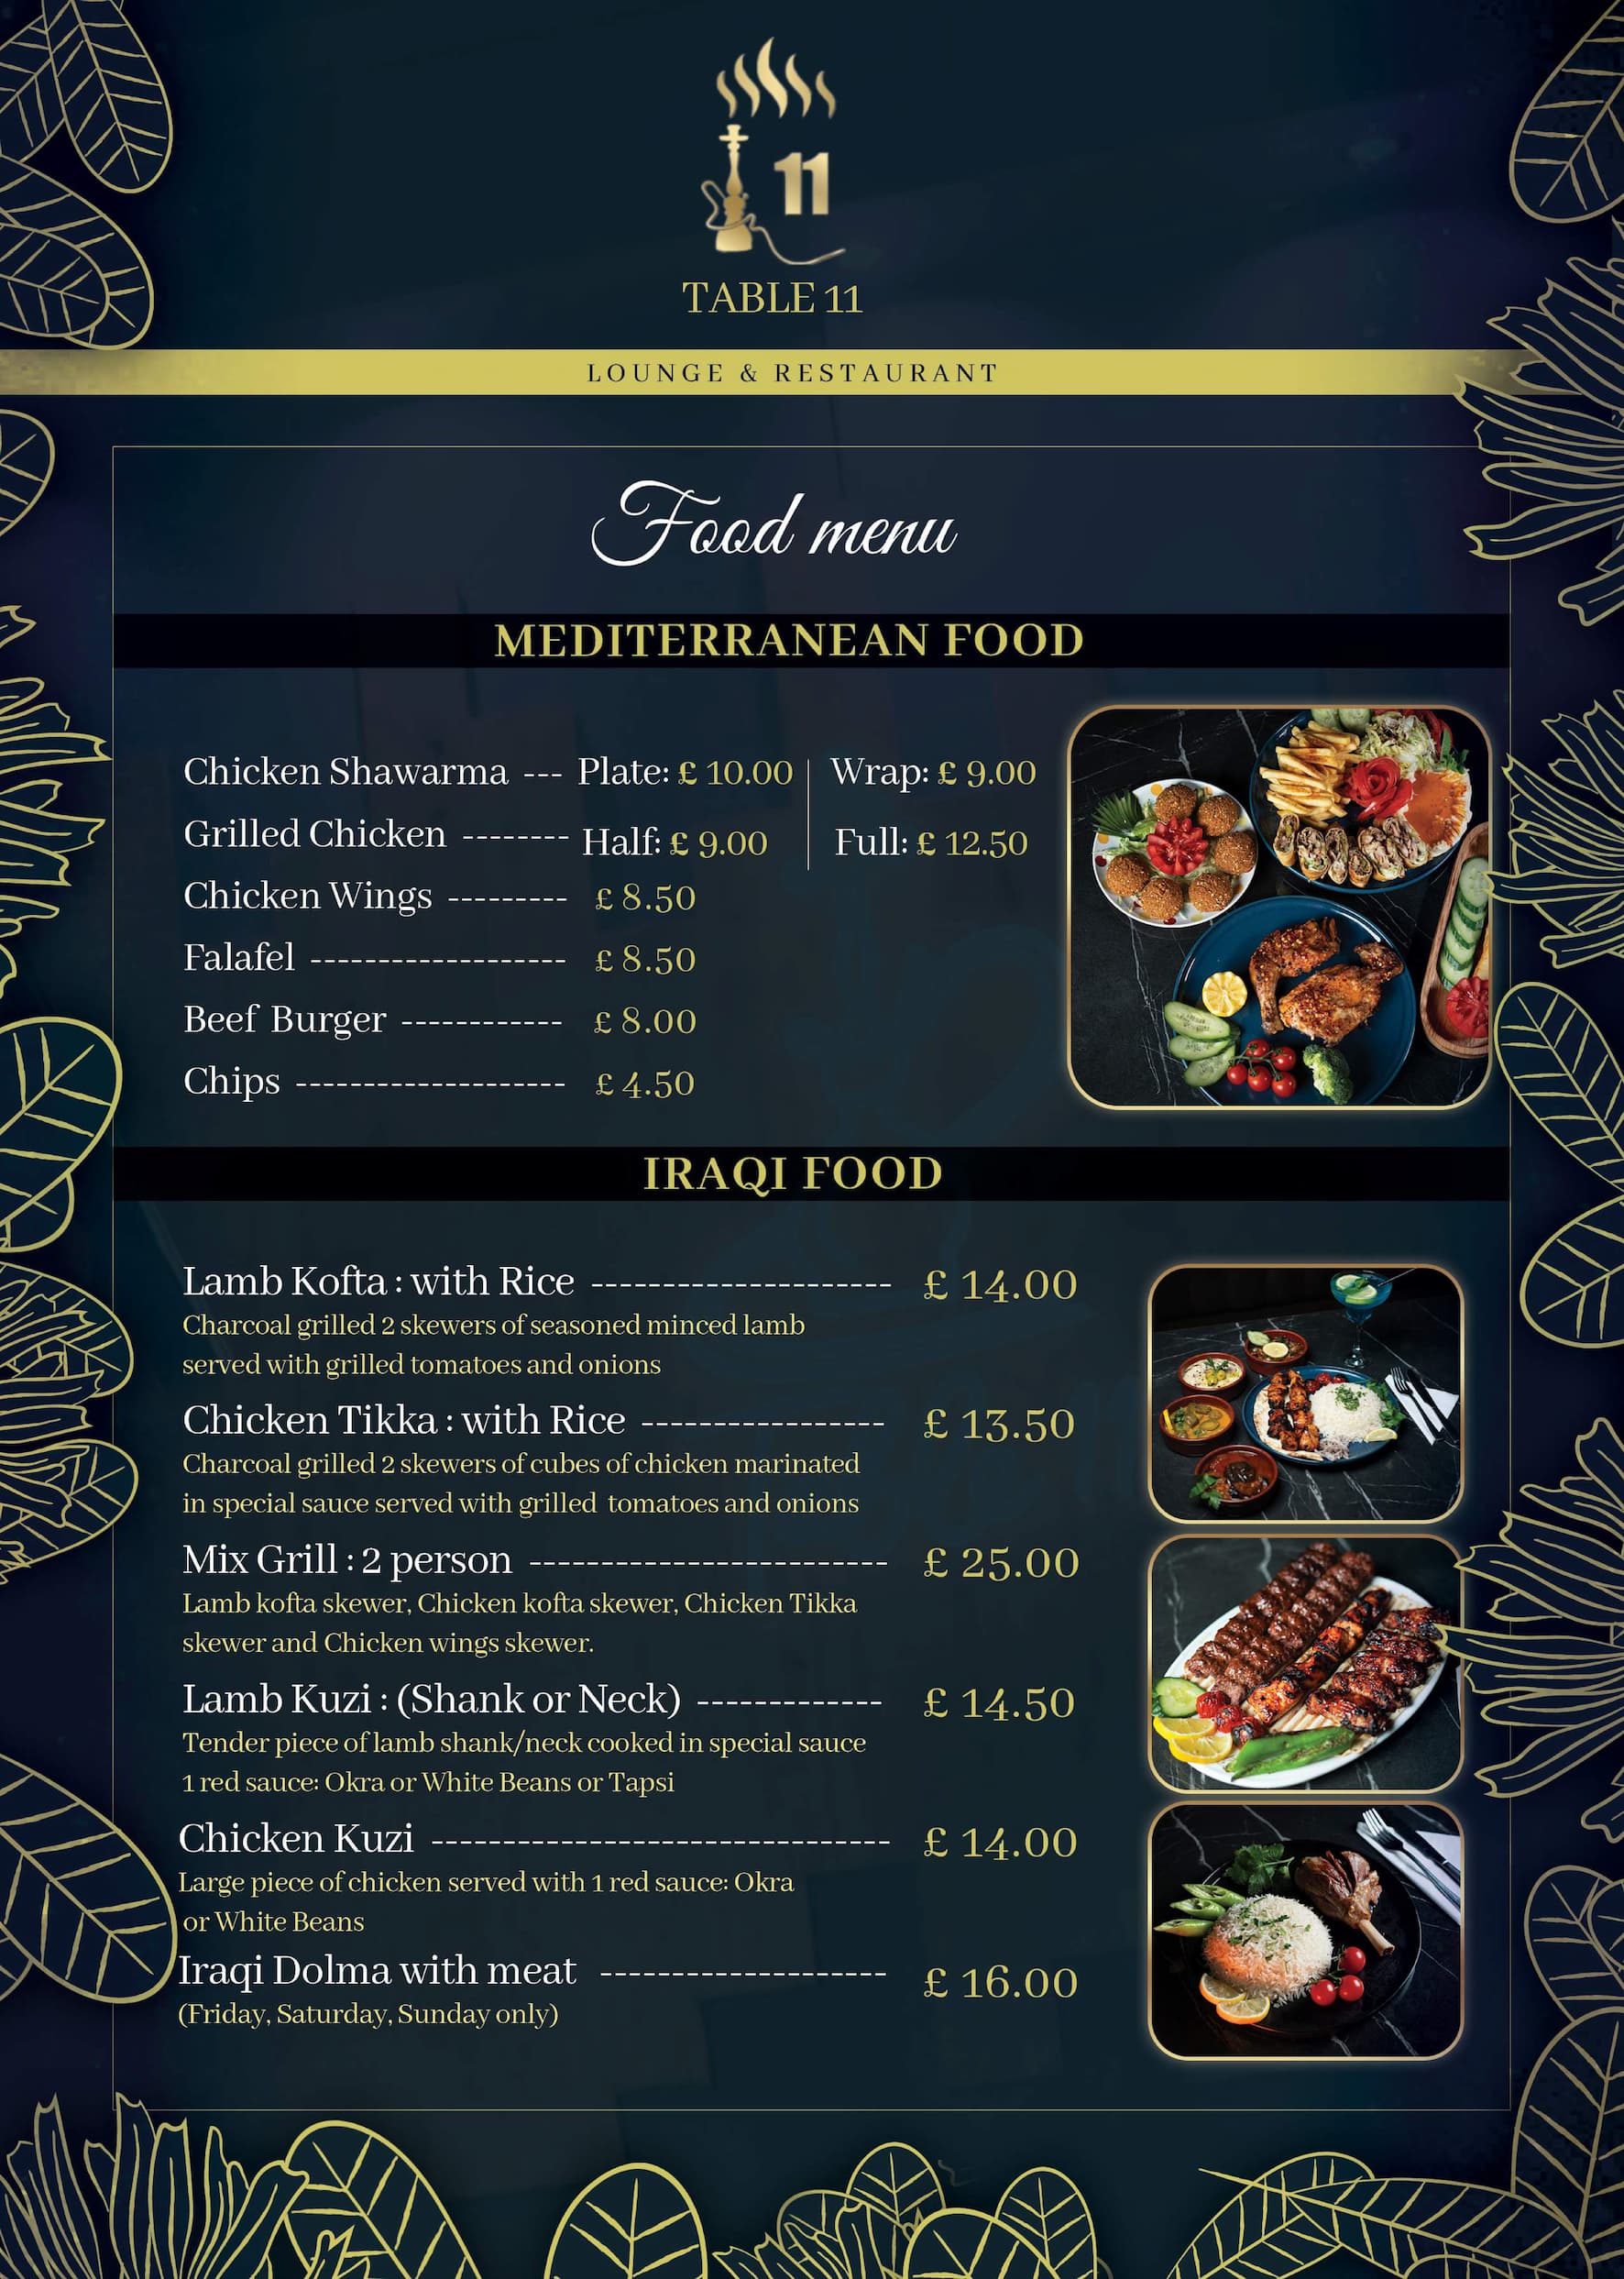 11
TABLE 11
LOUNGE & RESTAURANT
Food menu
MEDITERRANEAN FOOD
Chicken Shawarma --- Plate: £ 10.00 | Wrap: £ 9.00
Grilled Chicken -------- Half: £ 9.00 | Full: £ 12.50
Chicken Wings --------- £ 8.50
Falafel ------------------- £ 8.50
Beef Burger ------------ £ 8.00
Chips -------------------- £ 4.50
IRAQI FOOD
Lamb Kofta : with Rice --------------------- £ 14.00
Charcoal grilled 2 skewers of seasoned minced lamb
served with grilled tomatoes and onions
Chicken Tikka : with Rice ----------------- £ 13.50
Charcoal grilled 2 skewers of cubes of chicken marinated
in special sauce served with grilled tomatoes and onions
Mix Grill : 2 person ------------------------- £ 25.00
Lamb kofta skewer, Chicken kofta skewer, Chicken Tikka
skewer and Chicken wings skewer.
Lamb Kuzi : (Shank or Neck) ------------- £ 14.50
Tender piece of lamb shank/neck cooked in special sauce
1 red sauce: Okra or White Beans or Tapsi
Chicken Kuzi -------------------------------- £ 14.00
Large piece of chicken served with 1 red sauce: Okra
or White Beans
Iraqi Dolma with meat -------------------- £ 16.00
(Friday, Saturday, Sunday only)